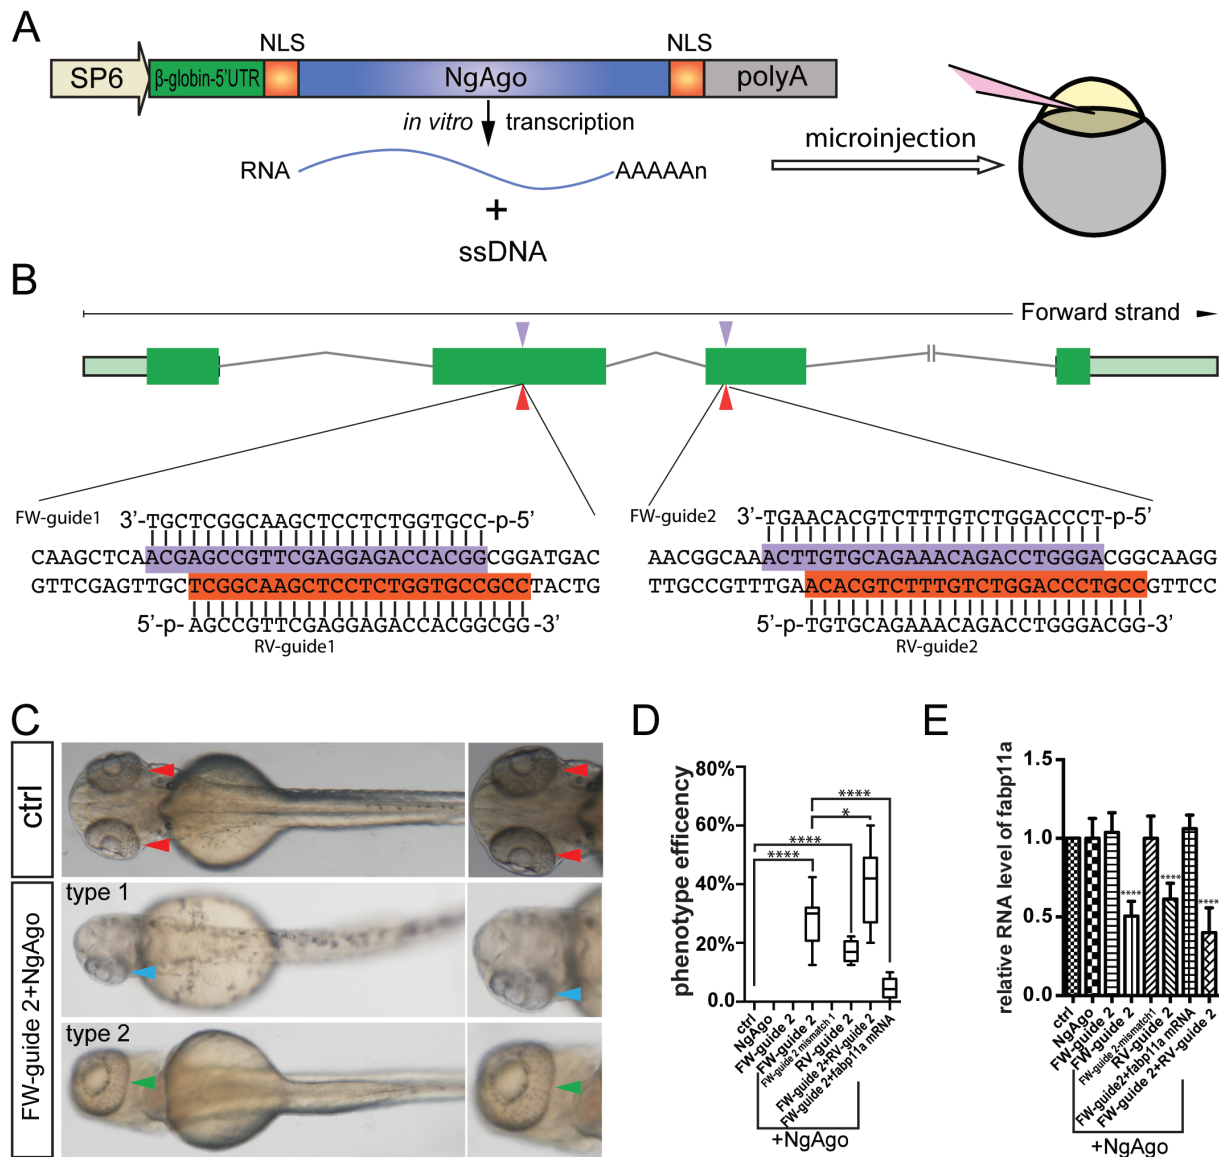 A
NLS
NLS
SP6
β-globin-5'UTR
NgAgo
polyA
in vitro
transcription
RNA
AAAAAn
+
ssDNA
microinjection
B
Forward strand
FW-guide1
3'-TGCTCGGCAAGCTCCTCTGGTGCC-p-5'
CAAGCTCAACGAGCCGTTCGAGGAGACCACGGCGGATGAC
GTTCGAGTTGCTCGGCAAGCTCCTCTGGTGCCGCCTACTG
5'-p-AGCCGTTCGAGGAGACCACGGCGG-3'
RV-guide1
FW-guide2
3'-TGAACACGTCTTTGTCTGGACCCT-p-5'
AACGGCAAACTTGTGCAGAAACAGACCTGGGACGGCAAGG
TTGCCGTTTGAACACGTCTTTGTCTGGACCCTGCCGTTCC
5'-p-TGTGCAGAAACAGACCTGGGACGG-3'
RV-guide2
C
ctrl
FW-guide 2+NgAgo
type 1
type 2
D
phenotype efficency
80%
60%
40%
20%
0.0
****
****
*
****
ctrl
NgAgo
FW-guide 2
FW-guide 2
FW-guide 2 mismatch 1
RV-guide 2
FW-guide 2+RV-guide 2
FW-guide 2+fabp11a mRNA
+NgAgo
E
relative RNA level of fabp11a
1.5
1.0
0.5
0.0
****
****
****
ctrl
NgAgo
FW-guide 2
FW-guide 2
FW-guide 2-mismatch1
RV-guide 2
FW-guide2+fabp11a mRNA
FW-guide 2+RV-guide 2
+NgAgo